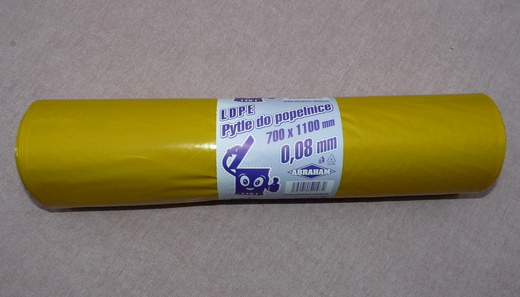 LDPE
Pytle do popelnice
700 x 1100 mm
0,08 mm
ABRAHAM